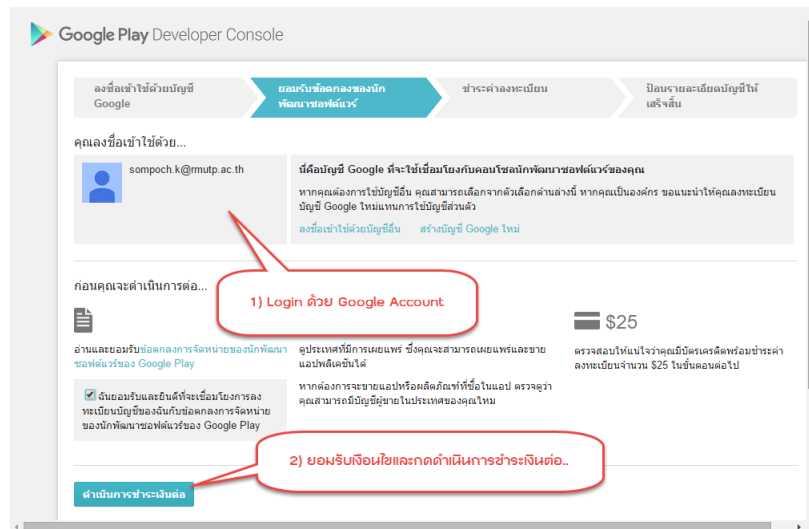 Google Play Developer Console
ลงชื่อเข้าใช้ด้วยบัญชี
Google
ยอมรับข้อตกลงของนัก
พัฒนาซอฟต์แวร์
ชำระค่าลงทะเบียน
ป้อนรายละเอียดบัญชีให้
เสร็จสิ้น
คุณลงชื่อเข้าใช้ด้วย...
sompoch.k@rmutp.ac.th
นี่คือบัญชี Google ที่จะใช้เชื่อมโยงกับคอนโซลนักพัฒนาซอฟต์แวร์ของคุณ
หากคุณต้องการใช้บัญชีอื่น คุณสามารถเลือกจากตัวเลือกด้านล่างนี้ หากคุณเป็นองค์กร ขอแนะนำให้คุณลงทะเบียน
บัญชี Google ใหม่แทนการใช้บัญชีส่วนตัว
ลงชื่อเข้าใช้ด้วยบัญชีอื่น สร้างบัญชี Google ใหม่
ก่อนคุณจะดำเนินการต่อ...
1) Login ด้วย Google Account
$25
อ่านและยอมรับข้อตกลงการจัดจำหน่ายของนักพัฒนา
ซอฟต์แวร์ของ Google Play
ฉันยอมรับและยินดีที่จะเชื่อมโยงการลง
ทะเบียนบัญชีของฉันกับข้อตกลงการจัดจำหน่าย
ของนักพัฒนาซอฟต์แวร์ของ Google Play
ดูประเทศที่มีการเผยแพร่ ซึ่งคุณจะสามารถเผยแพร่และขาย
แอปพลิเคชันได้
หากต้องการจะขายแอปหรือผลิตภัณฑ์ที่ซื้อในแอป ตรวจดูว่า
คุณสามารถมีบัญชีผู้ขายในประเทศของคุณไหม
ตรวจสอบให้แน่ใจว่าคุณมีบัตรเครดิตพร้อมชำระค่า
ลงทะเบียนจำนวน $25 ในขั้นตอนต่อไป
2) ยอมรับเงื่อนไขและกดดำเนินการชำระเงินต่อ..
ดำเนินการชำระเงินต่อ